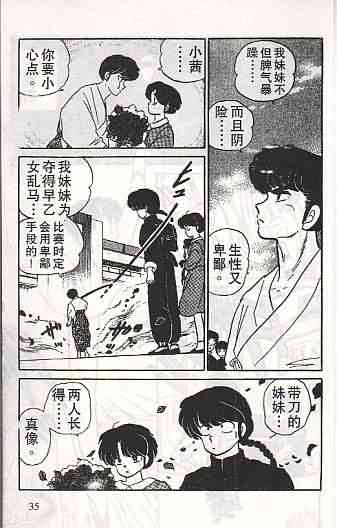 我妹妹不
但脾气暴
躁……
而且阴
险……
生性又
卑鄙。
小茜
……
你要小
心点。
我妹妹为
夺得早乙
女乱马…
比赛时定
会用卑鄙
手段的！
带刀的
妹妹…
两人长
得……
真像。
35